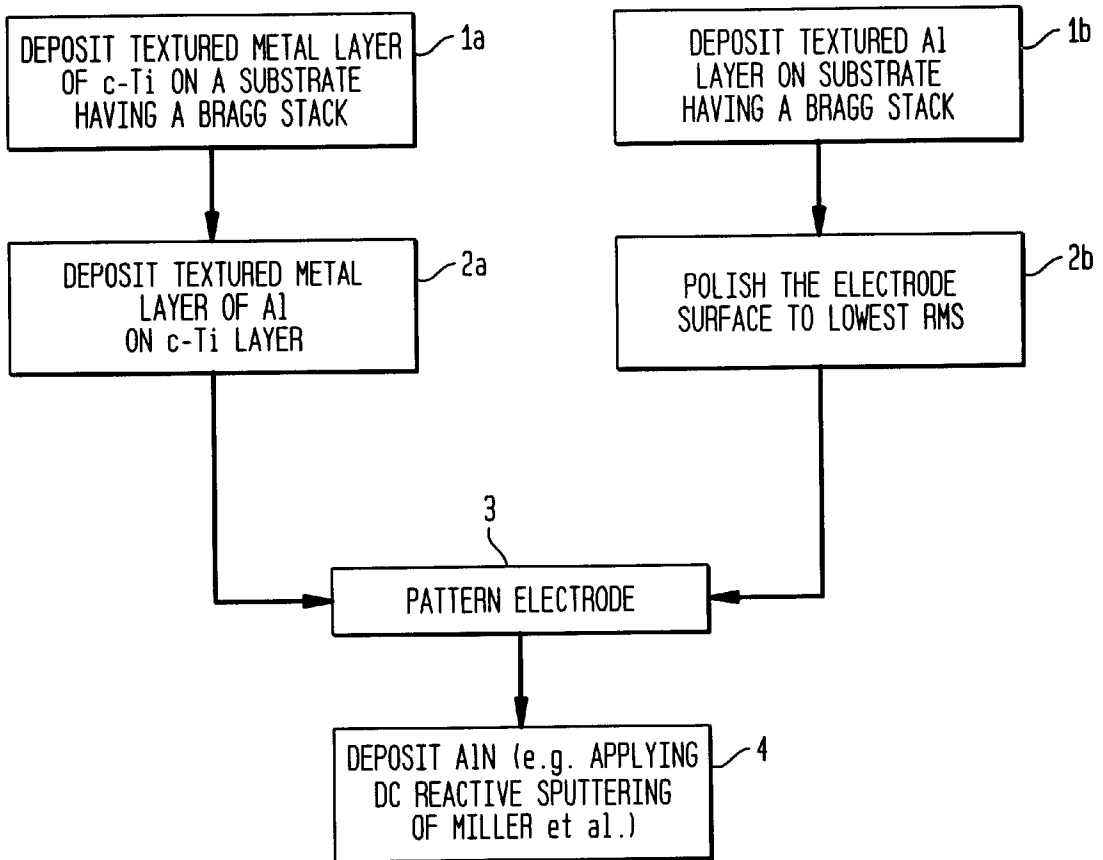 DEPOSIT TEXTURED METAL LAYER
OF c-Ti ON A SUBSTRATE
HAVING A BRAGG STACK
1a
DEPOSIT TEXTURED Al
LAYER ON SUBSTRATE
HAVING A BRAGG STACK
1b
DEPOSIT TEXTURED METAL
LAYER OF Al
ON c-Ti LAYER
2a
POLISH THE ELECTRODE
SURFACE TO LOWEST RMS
2b
3
PATTERN ELECTRODE
DEPOSIT AlN (e.g. APPLYING
DC REACTIVE SPUTTERING
OF MILLER et al.)
4